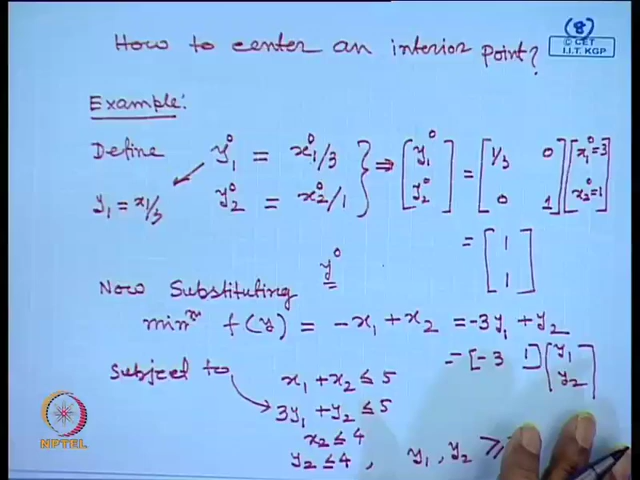 (8)
© CET
I.I.T. KGP
How to center an interior point?
Example:
Define y₁⁰ = x₁⁰/3 } ⇒ [y₁⁰ y₂⁰] = [1/3 0 0 1] [x₁⁰=3 x₂⁰=1]
y₁ = x₁/3 y₂⁰ = x₂⁰/1
y⁰ = [1 1]
Now Substituting
minᵐ f(y) = -x₁ + x₂ = -3y₁ + y₂
= [-3 1] [y₁ y₂]
Subject to x₁ + x₂ ≤ 5
3y₁ + y₂ ≤ 5
x₂ ≤ 4
y₂ ≤ 4, y₁, y₂ ≥
NPTEL